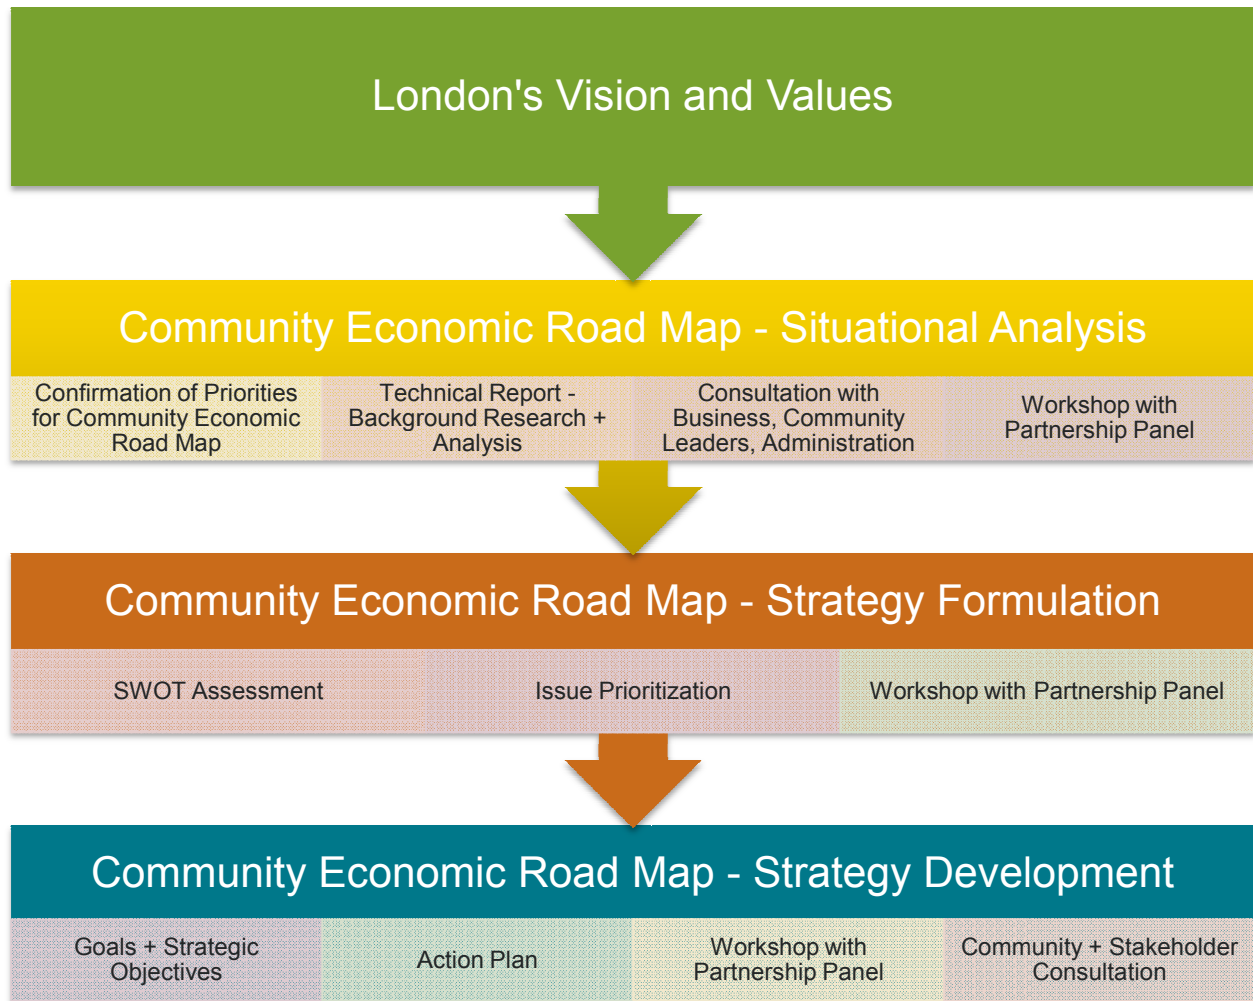 London's Vision and Values
Community Economic Road Map - Situational Analysis
Confirmation of Priorities
for Community Economic
Road Map
Technical Report -
Background Research +
Analysis
Consultation with
Business, Community
Leaders, Administration
Workshop with
Partnership Panel
Community Economic Road Map - Strategy Formulation
SWOT Assessment
Issue Prioritization
Workshop with Partnership Panel
Community Economic Road Map - Strategy Development
Goals + Strategic
Objectives
Action Plan
Workshop with
Partnership Panel
Community + Stakeholder
Consultation